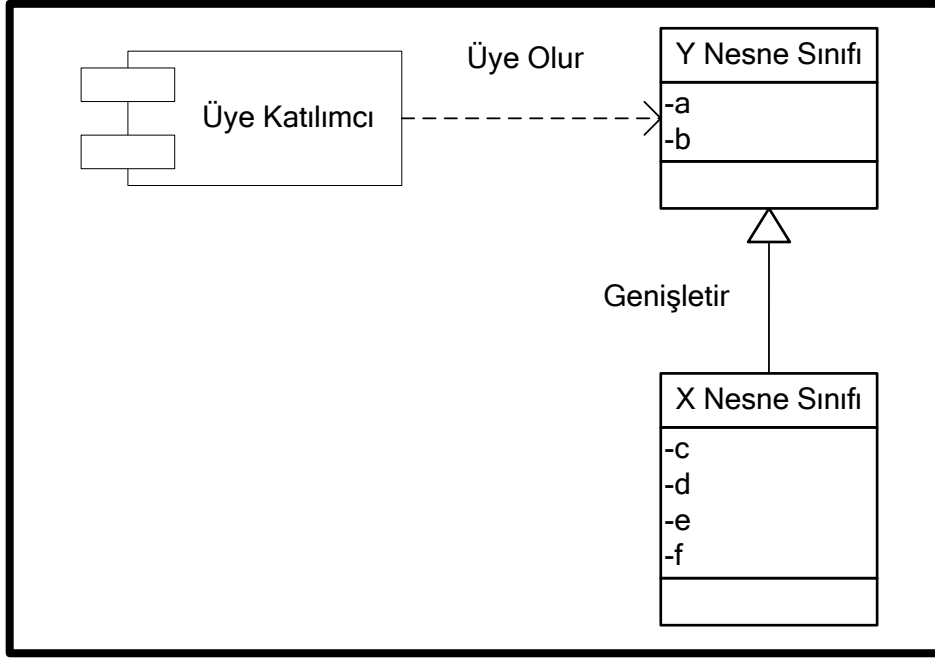 Üye Katılımcı
Üye Olur
Y Nesne Sınıfı
-a
-b
Genişletir
X Nesne Sınıfı
-c
-d
-e
-f